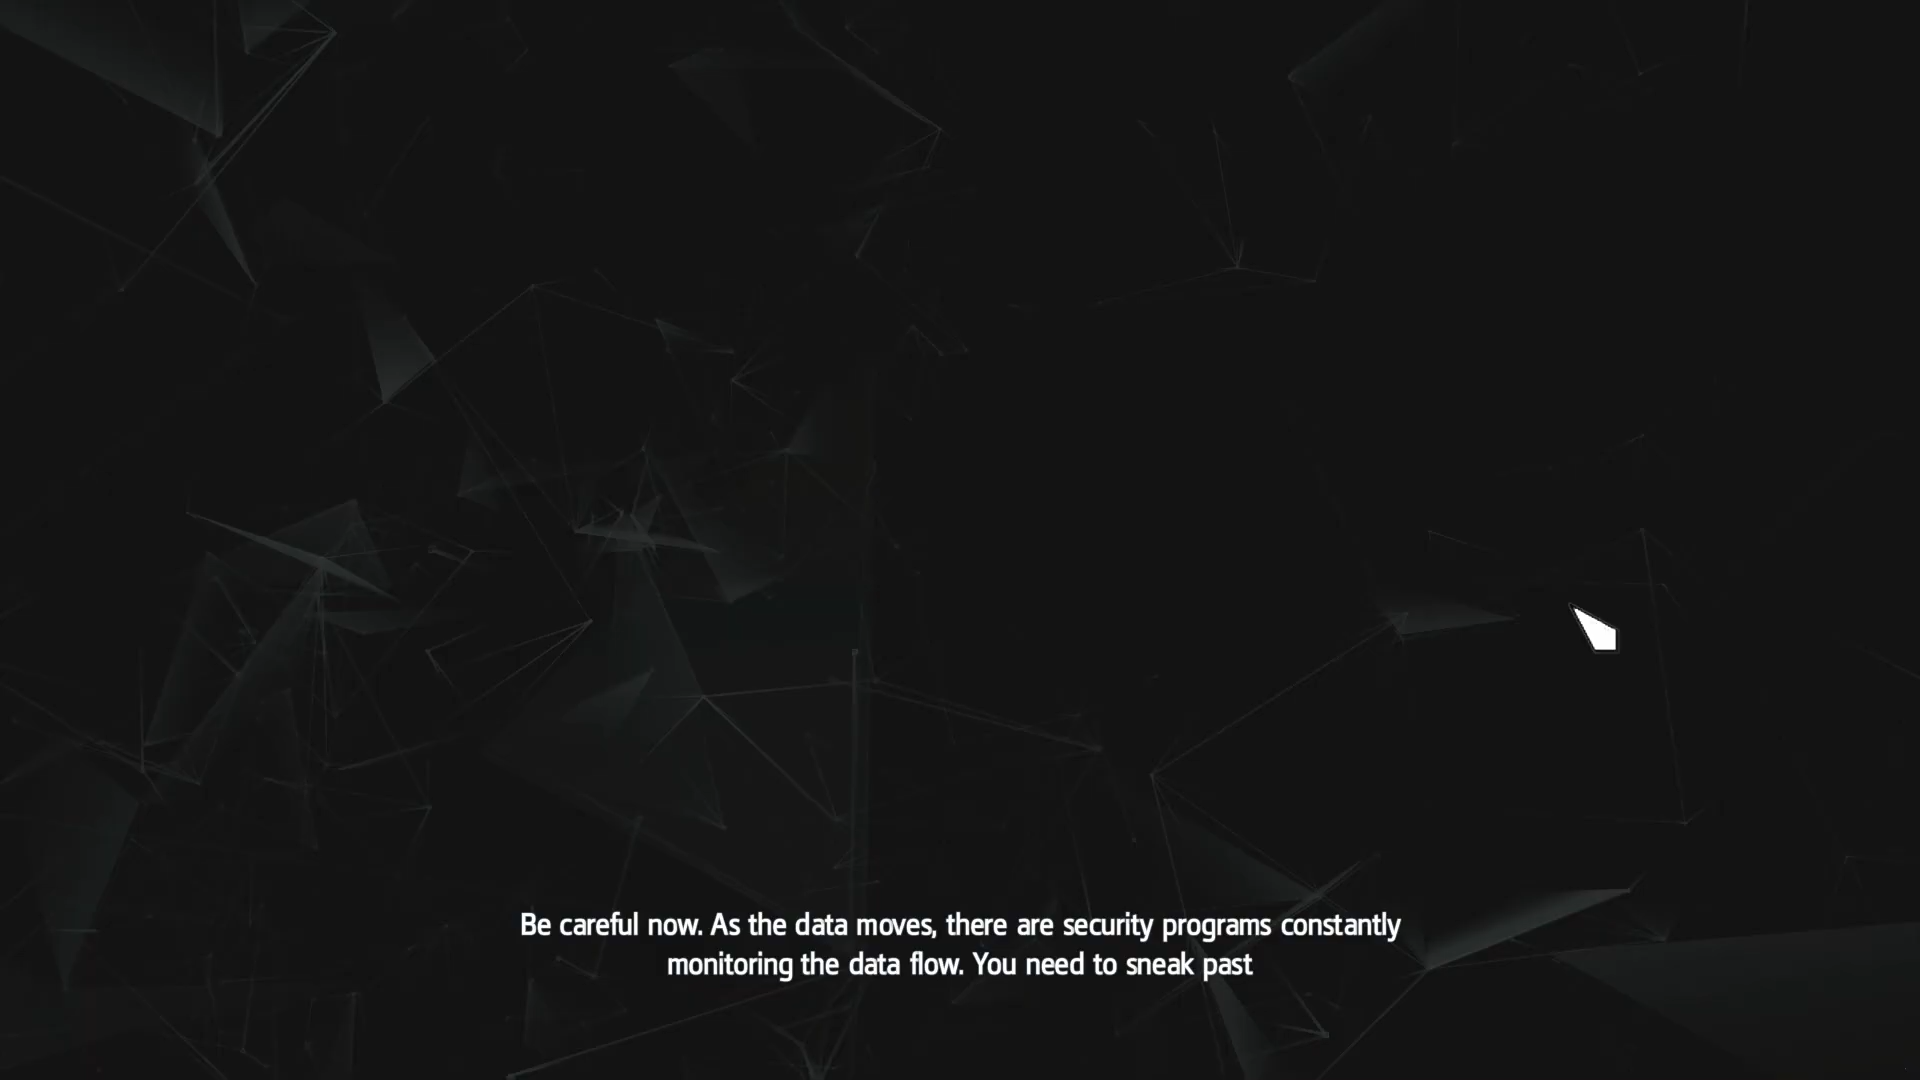 Be careful now. As the data moves, there are security programs constantly
monitoring the data flow. You need to sneak past